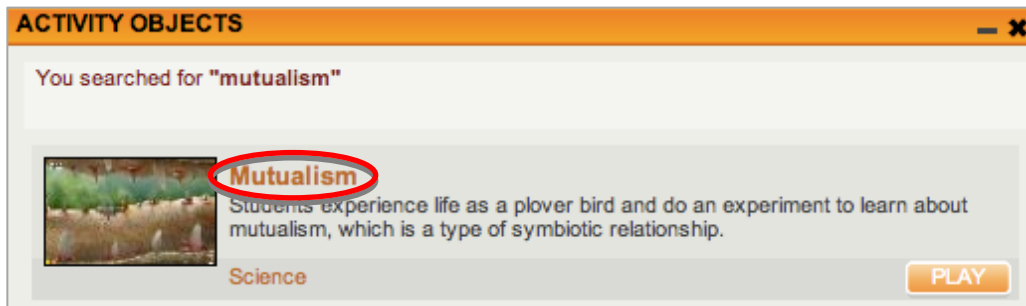 ACTIVITY OBJECTS
You searched for "mutualism"
Mutualism
Students experience life as a plover bird and do an experiment to learn about
mutualism, which is a type of symbiotic relationship.
Science
PLAY